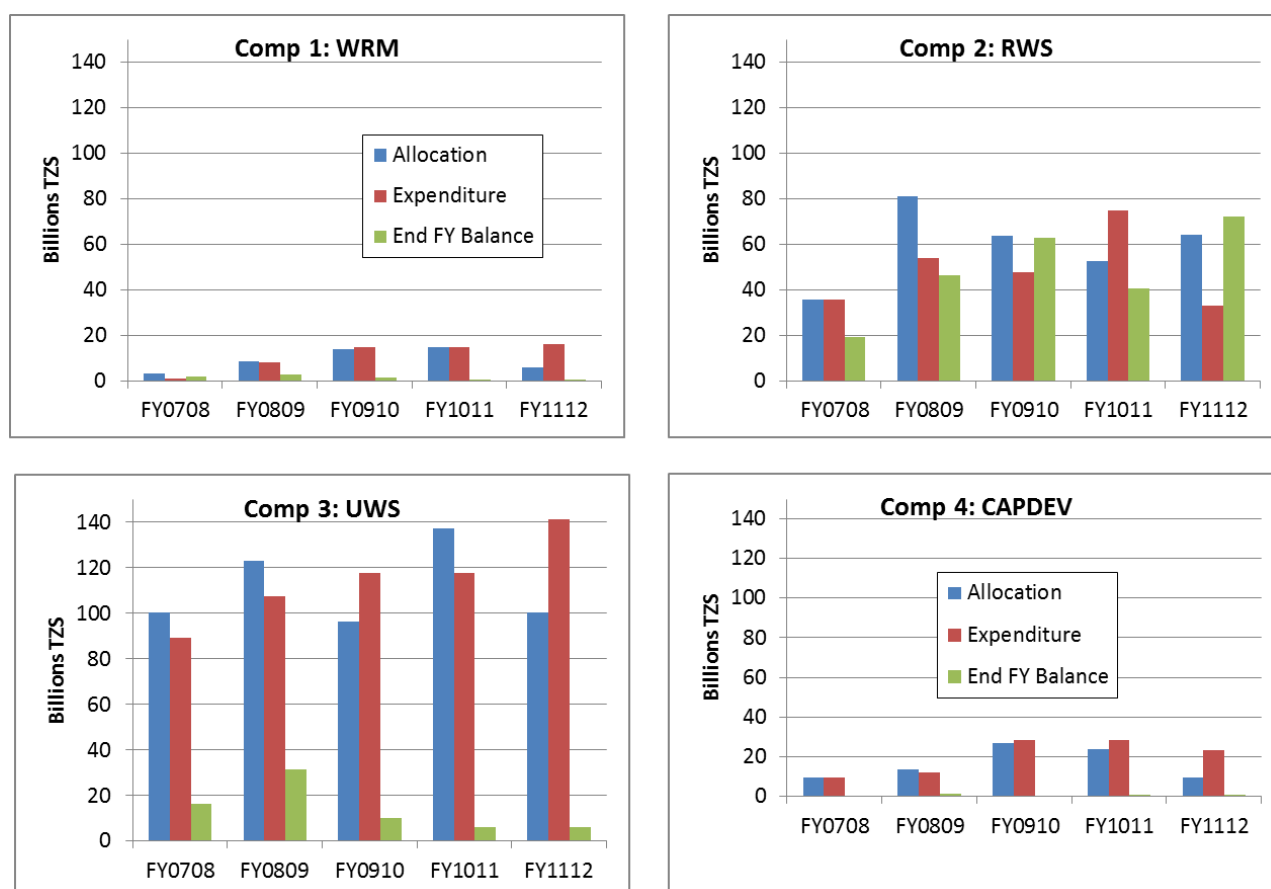 Comp 1: WRM
Billions TZS
140
120
100
80
60
40
20
0
Allocation
Expenditure
End FY Balance
FY0708 FY0809 FY0910 FY1011 FY1112
Comp 2: RWS
Billions TZS
140
120
100
80
60
40
20
0
FY0708 FY0809 FY0910 FY1011 FY1112
Comp 3: UWS
Billions TZS
140
120
100
80
60
40
20
0
FY0708 FY0809 FY0910 FY1011 FY1112
Comp 4: CAPDEV
Billions TZS
140
120
100
80
60
40
20
0
Allocation
Expenditure
End FY Balance
FY0708 FY0809 FY0910 FY1011 FY1112